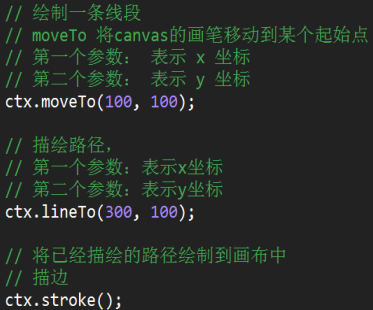 // 绘制一条线段
// moveTo 将canvas的画笔移动到某个起始点
// 第一个参数： 表示 x 坐标
// 第二个参数： 表示 y 坐标
ctx.moveTo(100, 100);
// 描绘路径，
// 第一个参数：表示x坐标
// 第二个参数：表示y坐标
ctx.lineTo(300, 100);
// 将已经描绘的路径绘制到画布中
// 描边
ctx.stroke();